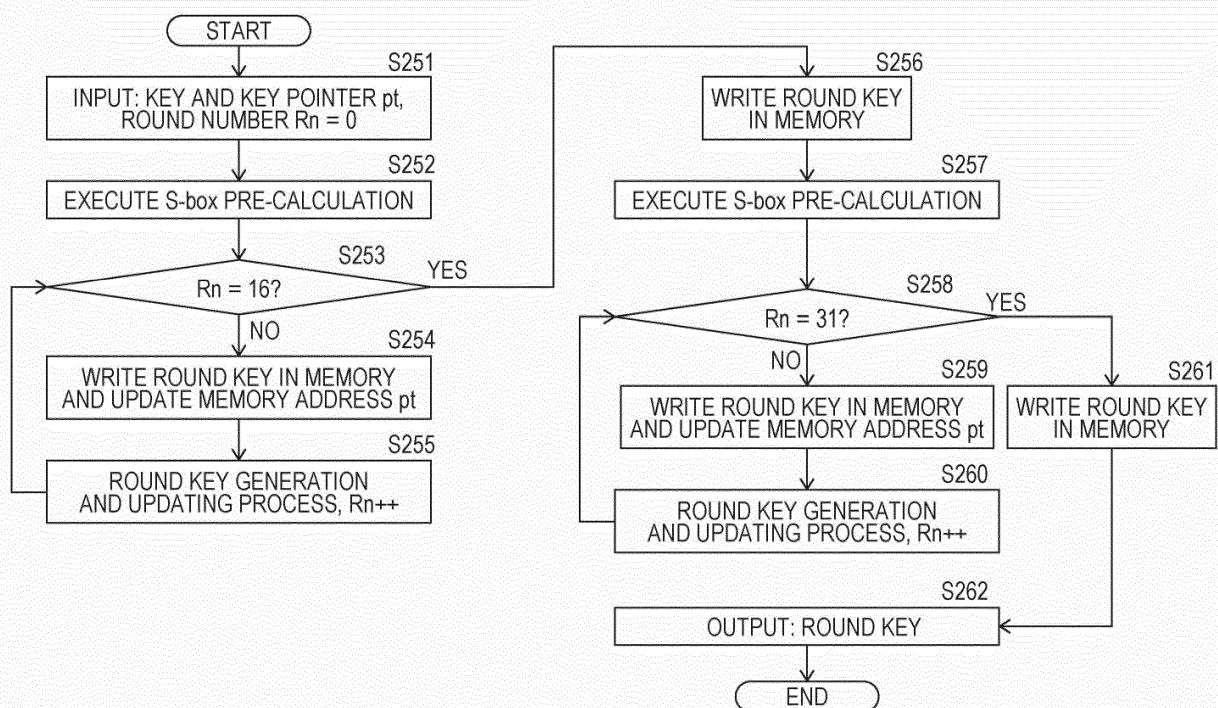 START
S251
INPUT: KEY AND KEY POINTER pt,
ROUND NUMBER Rn = 0
S252
EXECUTE S-box PRE-CALCULATION
S253
Rn = 16?
YES
NO
S254
WRITE ROUND KEY IN MEMORY
AND UPDATE MEMORY ADDRESS pt
S255
ROUND KEY GENERATION
AND UPDATING PROCESS, Rn++
S256
WRITE ROUND KEY
IN MEMORY
S257
EXECUTE S-box PRE-CALCULATION
S258
Rn = 31?
YES
NO
S259
WRITE ROUND KEY IN MEMORY
AND UPDATE MEMORY ADDRESS pt
S260
ROUND KEY GENERATION
AND UPDATING PROCESS, Rn++
S261
WRITE ROUND KEY
IN MEMORY
S262
OUTPUT: ROUND KEY
END